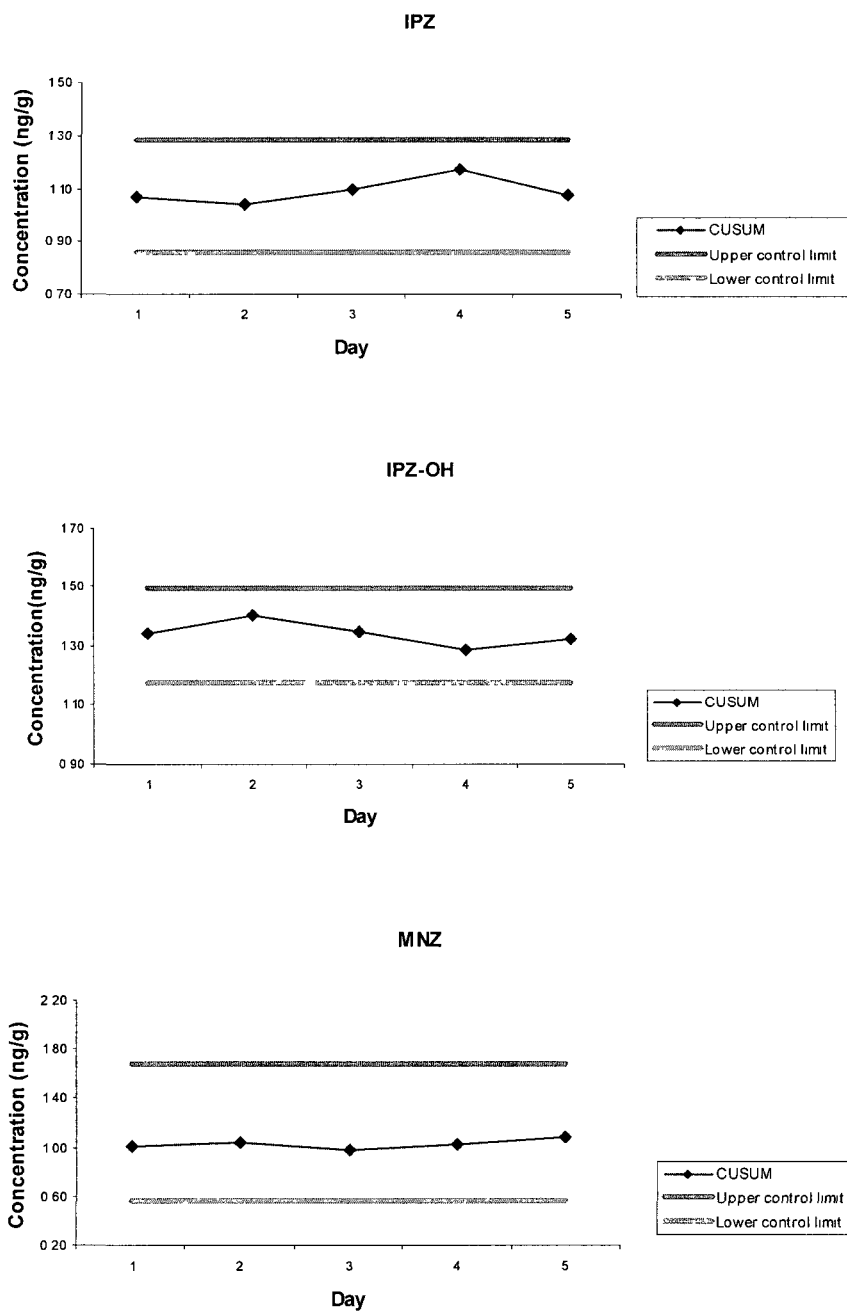 IPZ
Concentration (ng/g)
1 50
1 30
1 10
0 90
0 70
1 2 3 4 5
Day
CUSUM
Upper control limit
Lower control limit
IPZ-OH
Concentration(ng/g)
1 70
1 50
1 30
1 10
0 90
1 2 3 4 5
Day
CUSUM
Upper control limit
Lower control limit
MNZ
Concentration (ng/g)
2 20
1 80
1 40
1 00
0 60
0 20
1 2 3 4 5
Day
CUSUM
Upper control limit
Lower control limit